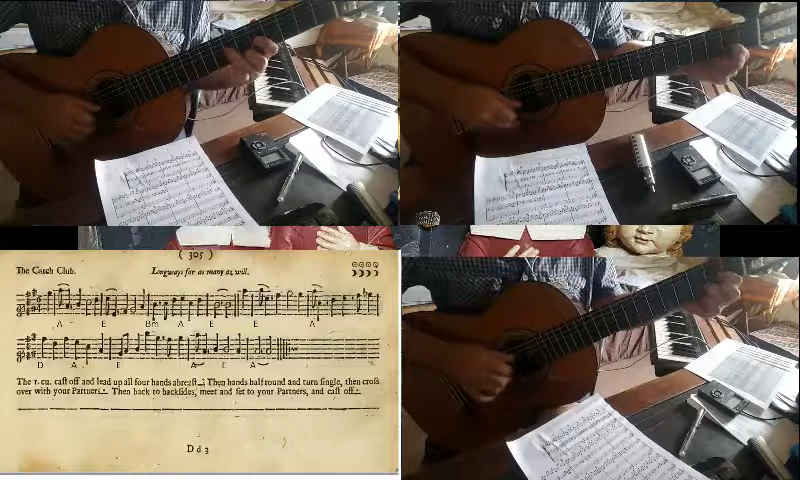 ( 305 )
The Catch Club. Longways for as many as will.
A - E Bm A E E A
D A E A E A
The 1. cu. cast off and lead up all four hands abreast; Then hands half round and turn single, then cross
over with your Partners. Then back to backsides, meet and set to your Partners, and cast off.
D d 3